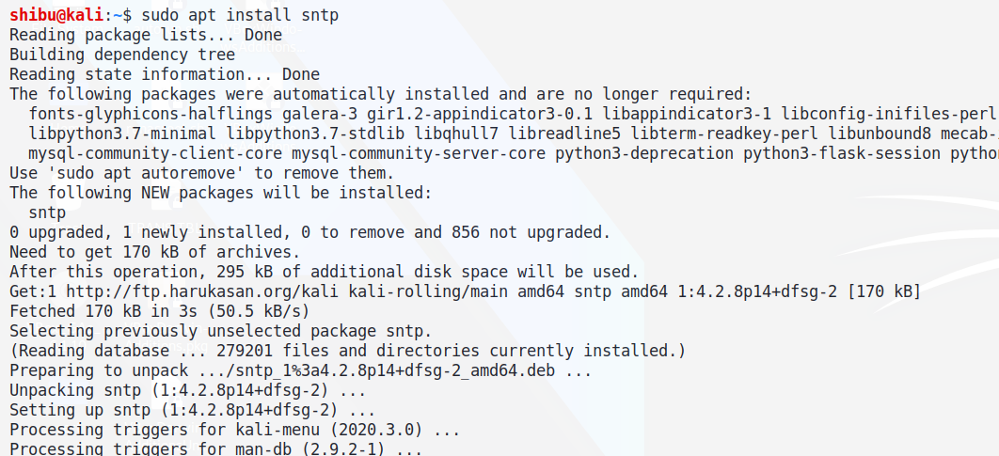 shibu@kali:~$ sudo apt install sntp
Reading package lists... Done
Building dependency tree
Reading state information... Done
The following packages were automatically installed and are no longer required:
fonts-glyphicons-halflings galera-3 gir1.2-appindicator3-0.1 libappindicator3-1 libconfig-inifiles-perl
libpython3.7-minimal libpython3.7-stdlib libqhull7 libreadline5 libterm-readkey-perl libunbound8 mecab-
mysql-community-client-core mysql-community-server-core python3-deprecation python3-flask-session pytho
Use 'sudo apt autoremove' to remove them.
The following NEW packages will be installed:
sntp
0 upgraded, 1 newly installed, 0 to remove and 856 not upgraded.
Need to get 170 kB of archives.
After this operation, 295 kB of additional disk space will be used.
Get:1 http://ftp.harukasan.org/kali kali-rolling/main amd64 sntp amd64 1:4.2.8p14+dfsg-2 [170 kB]
Fetched 170 kB in 3s (50.5 kB/s)
Selecting previously unselected package sntp.
(Reading database ... 279201 files and directories currently installed.)
Preparing to unpack .../sntp_1%3a4.2.8p14+dfsg-2_amd64.deb ...
Unpacking sntp (1:4.2.8p14+dfsg-2) ...
Setting up sntp (1:4.2.8p14+dfsg-2) ...
Processing triggers for kali-menu (2020.3.0) ...
Processing triggers for man-db (2.9.2-1) ...